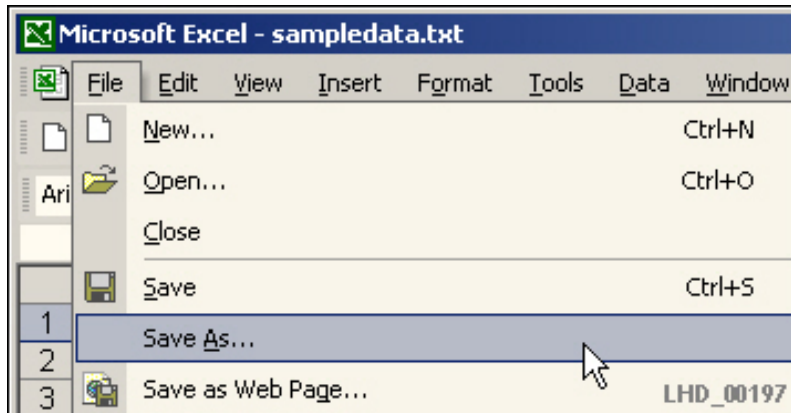 Microsoft Excel - sampledata.txt
File Edit View Insert Format Tools Data Window
New... Ctrl+N
Open... Ctrl+O
Ari
Close
Save Ctrl+S
1
Save As...
2
3 Save as Web Page... LHD_00197